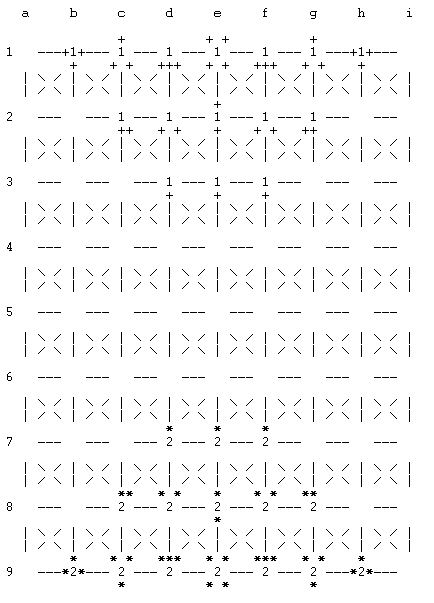 a     b     c     d     e     f     g     h     i
            +          + +          +
1   ---+1+--- 1 --- 1 --- 1 --- 1 --- 1 ---+1+---
      +    + +   +++   + +   +++   + +    +
| \ / | \ / | \ / | \ / | \ / | \ / | \ / | \ / |
| / \ | / \ | / \ | / \ | / \ | / \ | / \ | / \ |
                        +
2   ---   --- 1 --- 1 --- 1 --- 1 --- 1 ---   ---
            ++   + +    +    + +   ++
| \ / | \ / | \ / | \ / | \ / | \ / | \ / | \ / |
| / \ | / \ | / \ | / \ | / \ | / \ | / \ | / \ |
3   ---   ---   --- 1 --- 1 --- 1 ---   ---   ---
                  +     +     +
| \ / | \ / | \ / | \ / | \ / | \ / | \ / | \ / |
| / \ | / \ | / \ | / \ | / \ | / \ | / \ | / \ |
4   ---   ---   ---   ---   ---   ---   ---   ---
| \ / | \ / | \ / | \ / | \ / | \ / | \ / | \ / |
| / \ | / \ | / \ | / \ | / \ | / \ | / \ | / \ |
5   ---   ---   ---   ---   ---   ---   ---   ---
| \ / | \ / | \ / | \ / | \ / | \ / | \ / | \ / |
| / \ | / \ | / \ | / \ | / \ | / \ | / \ | / \ |
6   ---   ---   ---   ---   ---   ---   ---   ---
| \ / | \ / | \ / | \ / | \ / | \ / | \ / | \ / |
| / \ | / \ | / \ | / \ | / \ | / \ | / \ | / \ |
                  *     *     *
7   ---   ---   --- 2 --- 2 --- 2 ---   ---   ---
| \ / | \ / | \ / | \ / | \ / | \ / | \ / | \ / |
| / \ | / \ | / \ | / \ | / \ | / \ | / \ | / \ |
            **   * *    *    * *   **
8   ---   --- 2 --- 2 --- 2 --- 2 --- 2 ---   ---
                        *
| \ / | \ / | \ / | \ / | \ / | \ / | \ / | \ / |
| / \ | / \ | / \ | / \ | / \ | / \ | / \ | / \ |
      *    * *   ***   * *   ***   * *    *
9   ---*2*--- 2 --- 2 --- 2 --- 2 --- 2 ---*2*---
            *          * *          *